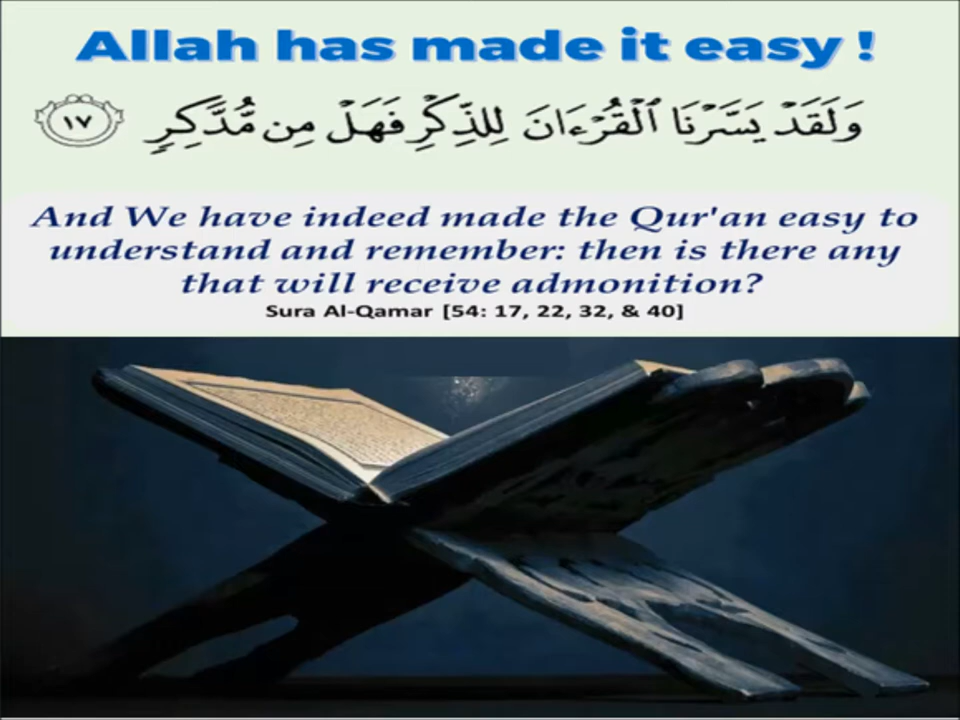 Allah has made it easy !
وَلَقَدْ يَسَّرْنَا ٱلْقُرْءَانَ لِلذِّكْرِ فَهَلْ مِن مُّدَّكِرٍ ١٧
And We have indeed made the Qur'an easy to
understand and remember: then is there any
that will receive admonition?
Sura Al-Qamar [54: 17, 22, 32, & 40]